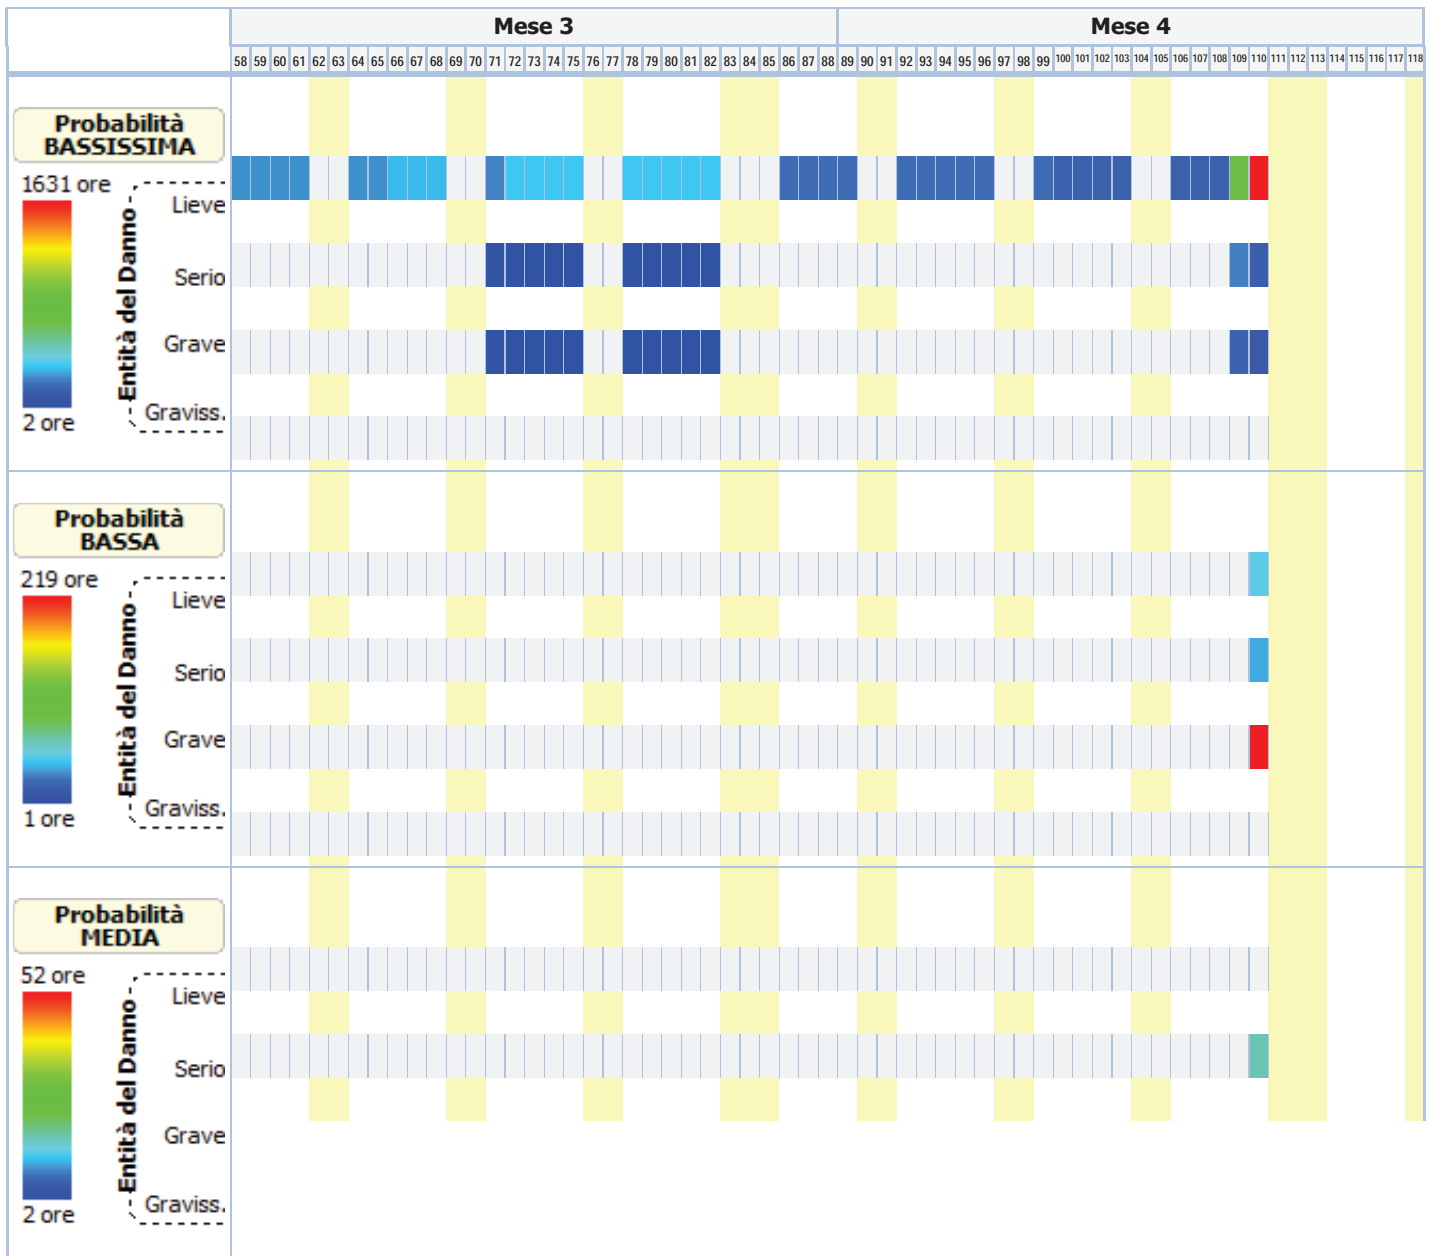 Mese 3 Mese 4
58 59 60 61 62 63 64 65 66 67 68 69 70 71 72 73 74 75 76 77 78 79 80 81 82 83 84 85 86 87 88 89 90 91 92 93 94 95 96 97 98 99 100 101 102 103 104 105 106 107 108 109 110 111 112 113 114 115 116 117 118
Probabilità
BASSISSIMA
1631 ore
2 ore
Entità del Danno
Lieve
Serio
Grave
Graviss.
Probabilità
BASSA
219 ore
1 ore
Entità del Danno
Lieve
Serio
Grave
Graviss.
Probabilità
MEDIA
52 ore
2 ore
Entità del Danno
Lieve
Serio
Grave
Graviss.